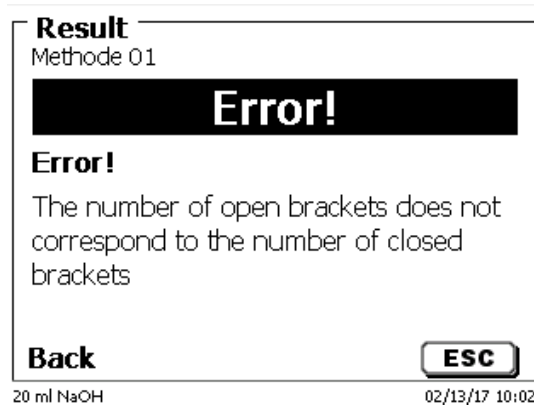 Result
Methode 01
Error!
Error!
The number of open brackets does not
correspond to the number of closed
brackets
Back ESC
20 ml NaOH 02/13/17 10:02